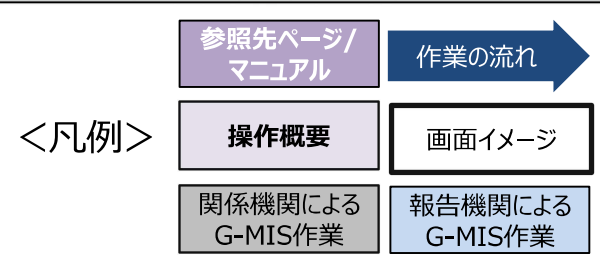 参照先ページ/
マニュアル
作業の流れ
<凡例>
操作概要
画面イメージ
関係機関による
G-MIS作業
報告機関による
G-MIS作業